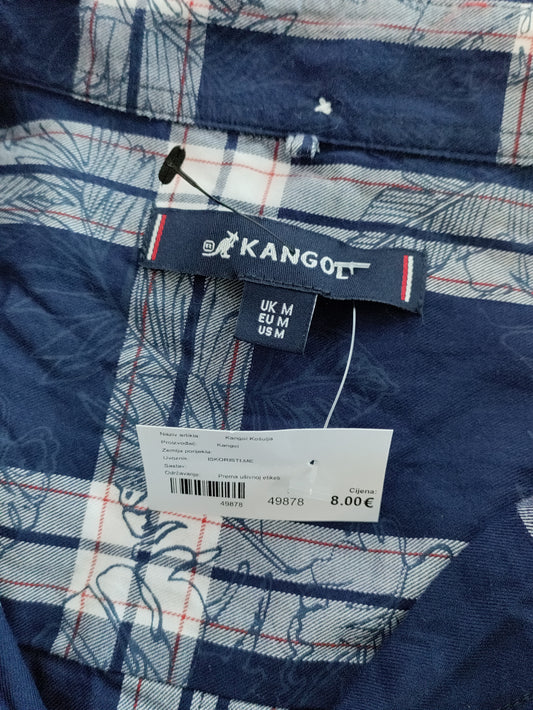 KANGOL
UK M
EU M
US M
Naziv artikla: Kangol Košulja
Proizvođač: Kangol
Zemlja porijekla:
Uvoznik: ISKORISTI.ME
Sastav:
Održavanje: Prema ušivnoj etiketi
Cijena:
49878 49878 8.00€